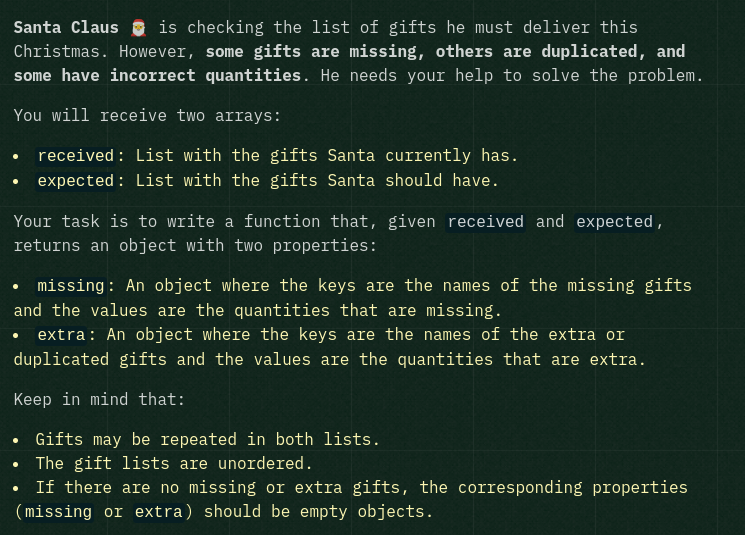 Santa Claus 🎅 is checking the list of gifts he must deliver this
Christmas. However, some gifts are missing, others are duplicated, and
some have incorrect quantities. He needs your help to solve the problem.
You will receive two arrays:
• received: List with the gifts Santa currently has.
• expected: List with the gifts Santa should have.
Your task is to write a function that, given received and expected,
returns an object with two properties:
• missing: An object where the keys are the names of the missing gifts
and the values are the quantities that are missing.
• extra: An object where the keys are the names of the extra or
duplicated gifts and the values are the quantities that are extra.
Keep in mind that:
• Gifts may be repeated in both lists.
• The gift lists are unordered.
• If there are no missing or extra gifts, the corresponding properties
(missing or extra) should be empty objects.